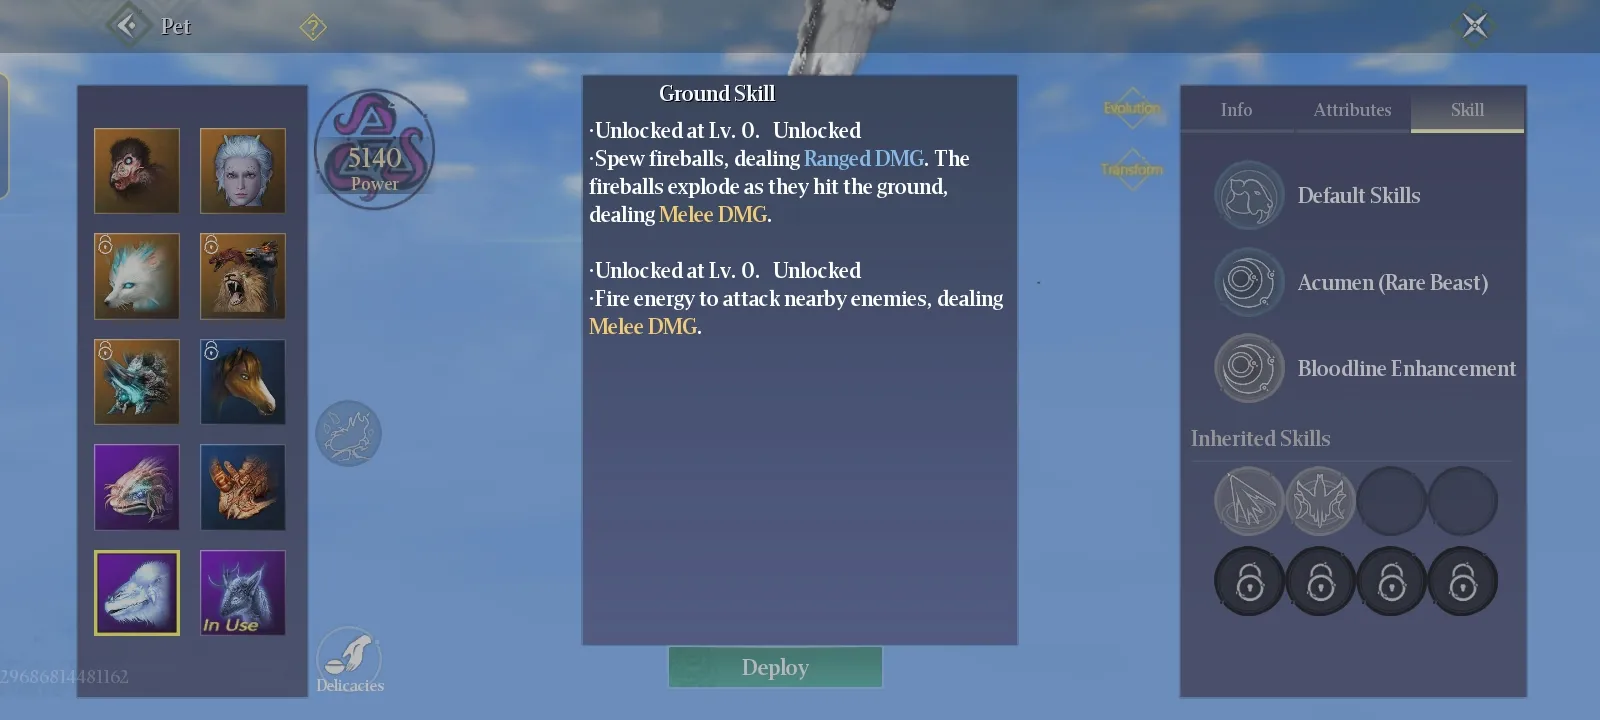 Pet
?
5140
Power
In Use
Delicacies
29686814481162
Ground Skill
·Unlocked at Lv. 0. Unlocked
·Spew fireballs, dealing Ranged DMG. The
fireballs explode as they hit the ground,
dealing Melee DMG.
·Unlocked at Lv. 0. Unlocked
·Fire energy to attack nearby enemies, dealing
Melee DMG.
Deploy
Evolution
Transform
Info Attributes Skill
Default Skills
Acumen (Rare Beast)
Bloodline Enhancement
Inherited Skills